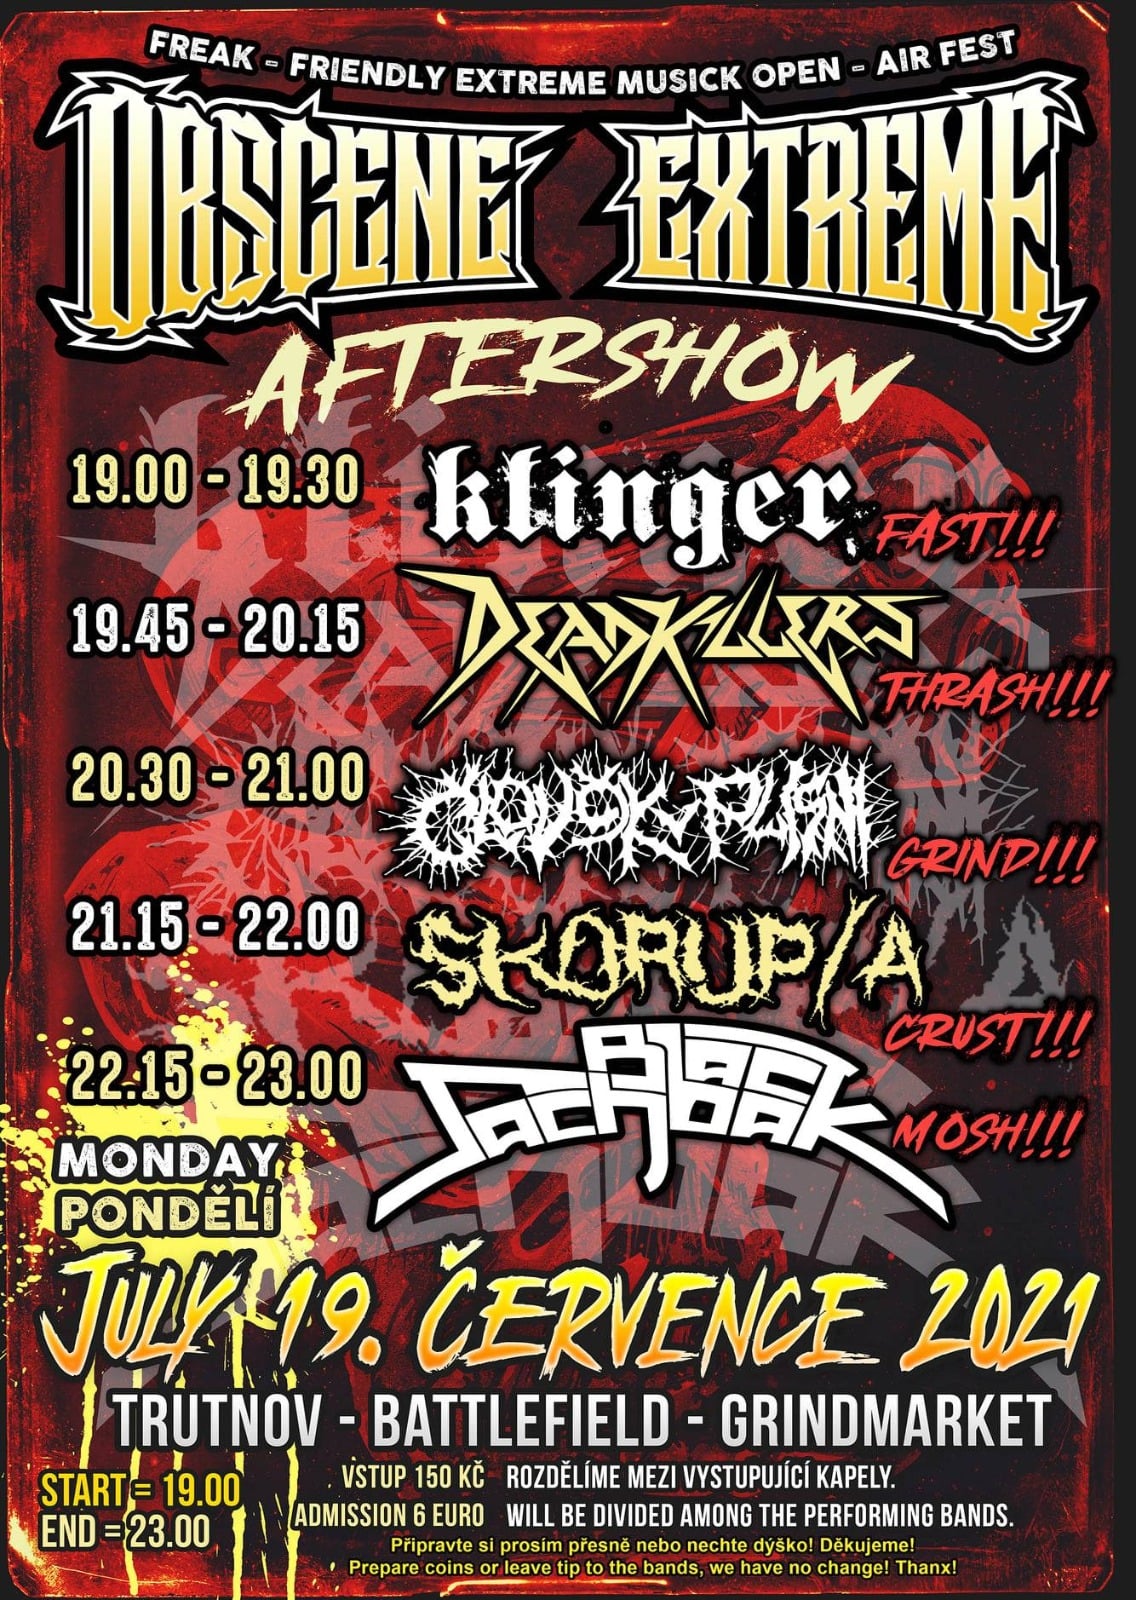 FREAK - FRIENDLY EXTREME MUSICK OPEN - AIR FEST
OBSCENE EXTREME
AFTERSHOW
19.00 - 19.30
klinger
FAST!!!
19.45 - 20.15
DEADKILLERS
THRASH!!!
20.30 - 21.00
GRIND!!!
21.15 - 22.00
SKORUP/A
CRUST!!!
22.15 - 23.00
Black
MOSH!!!
MONDAY
PONDĚLÍ
JULY 19. ČERVENCE 2021
TRUTNOV - BATTLEFIELD - GRINDMARKET
START = 19.00
END = 23.00
VSTUP 150 KČ ROZDĚLÍME MEZI VYSTUPUJÍCÍ KAPELY.
ADMISSION 6 EURO WILL BE DIVIDED AMONG THE PERFORMING BANDS.
Připravte si prosím přesně nebo nechte dýško! Děkujeme!
Prepare coins or leave tip to the bands, we have no change! Thanx!